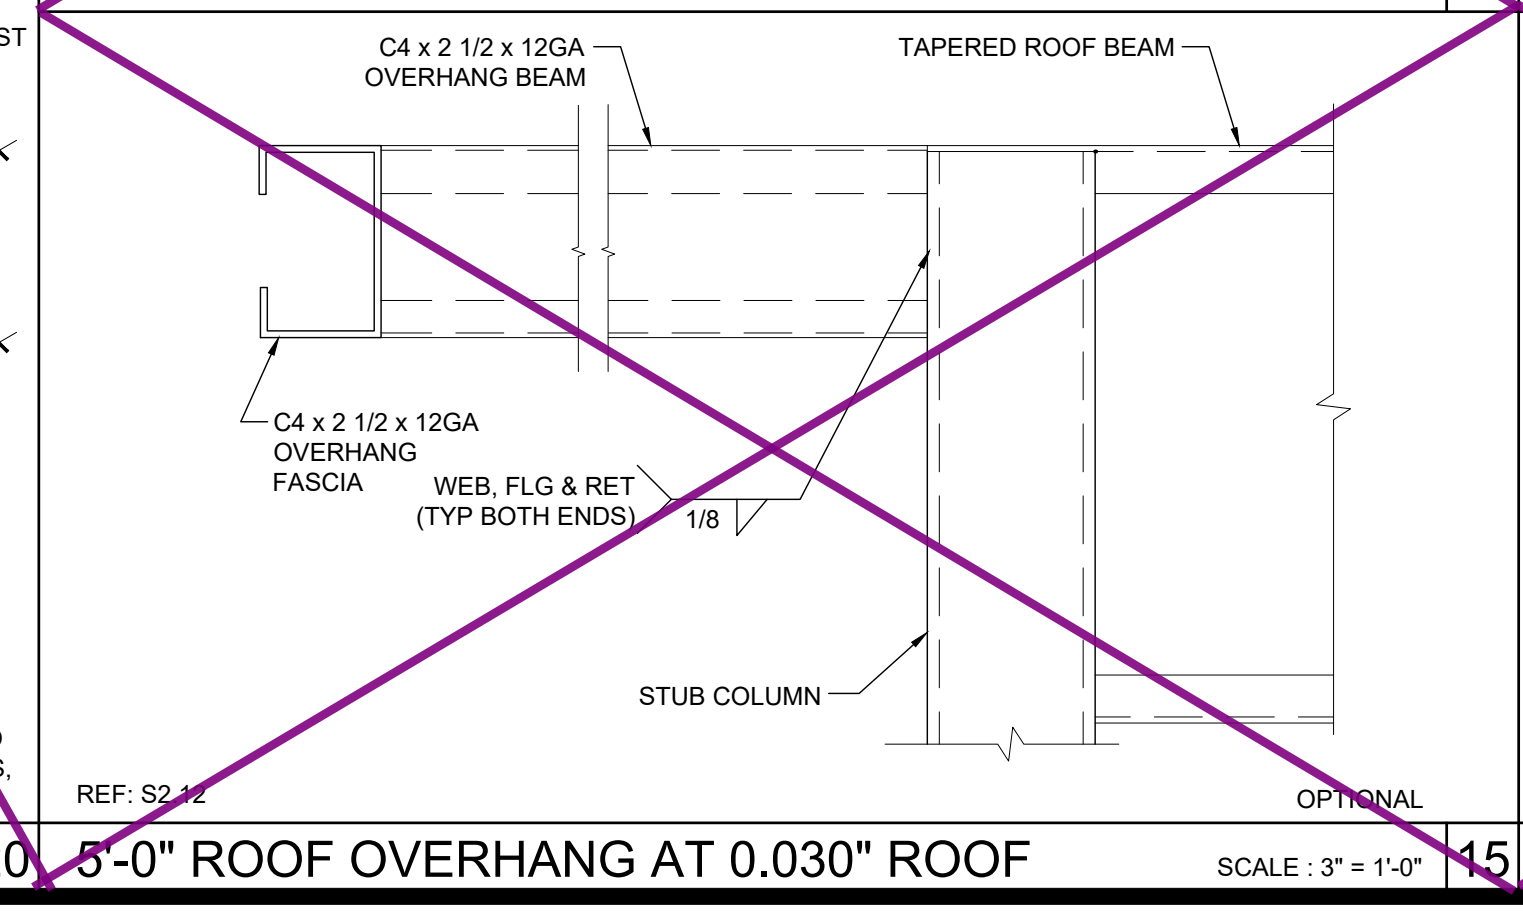 ST
C4 x 2 1/2 x 12GA
OVERHANG BEAM
TAPERED ROOF BEAM
C4 x 2 1/2 x 12GA
OVERHANG
FASCIA
WEB, FLG & RET
(TYP BOTH ENDS)
1/8
STUB COLUMN
S,
REF: S2.12
OPTIONAL
20
5'-0" ROOF OVERHANG AT 0.030" ROOF
SCALE : 3" = 1'-0"
15